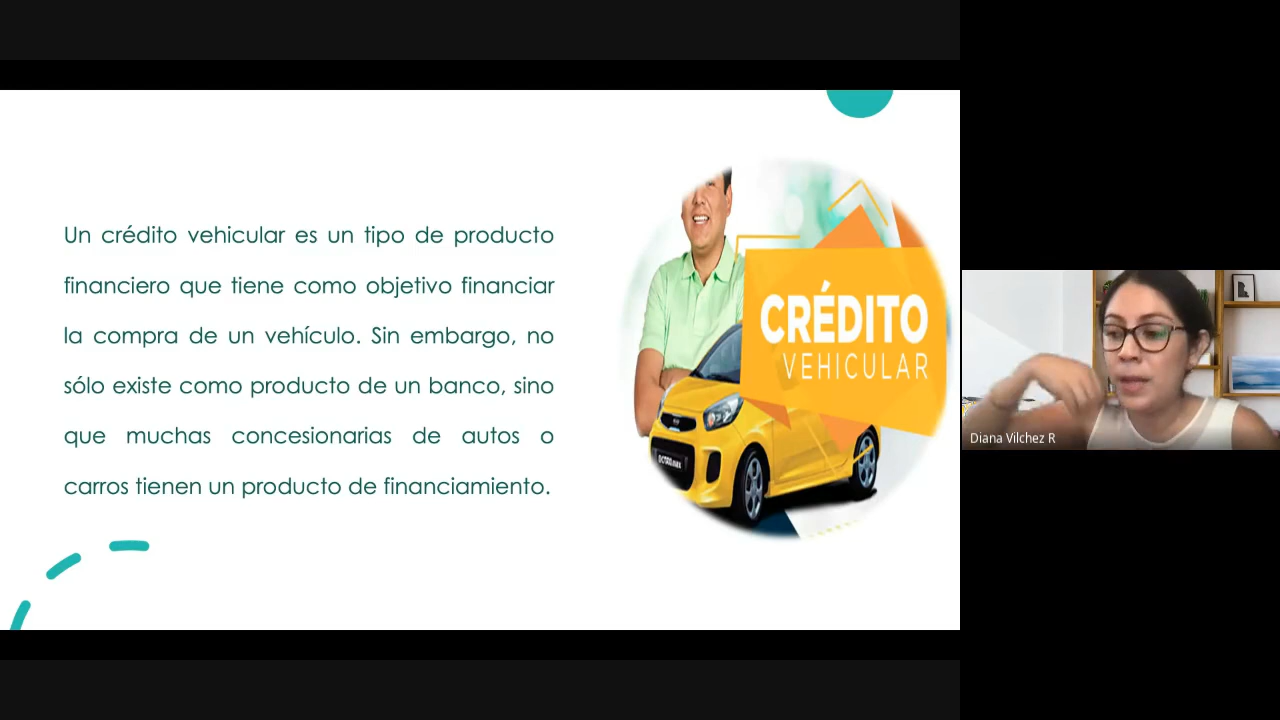 Un crédito vehicular es un tipo de producto
financiero que tiene como objetivo financiar
la compra de un vehículo. Sin embargo, no
sólo existe como producto de un banco, sino
que muchas concesionarias de autos o
carros tienen un producto de financiamiento.
CRÉDITO
VEHICULAR
Diana Vilchez R